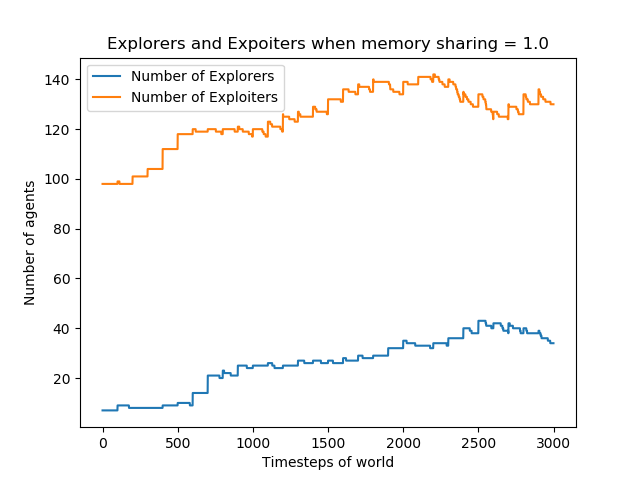 Explorers and Expoiters when memory sharing = 1.0
Number of Explorers
Number of Exploiters
Number of agents
140
120
100
80
60
40
20
0
500
1000
1500
2000
2500
3000
Timesteps of world